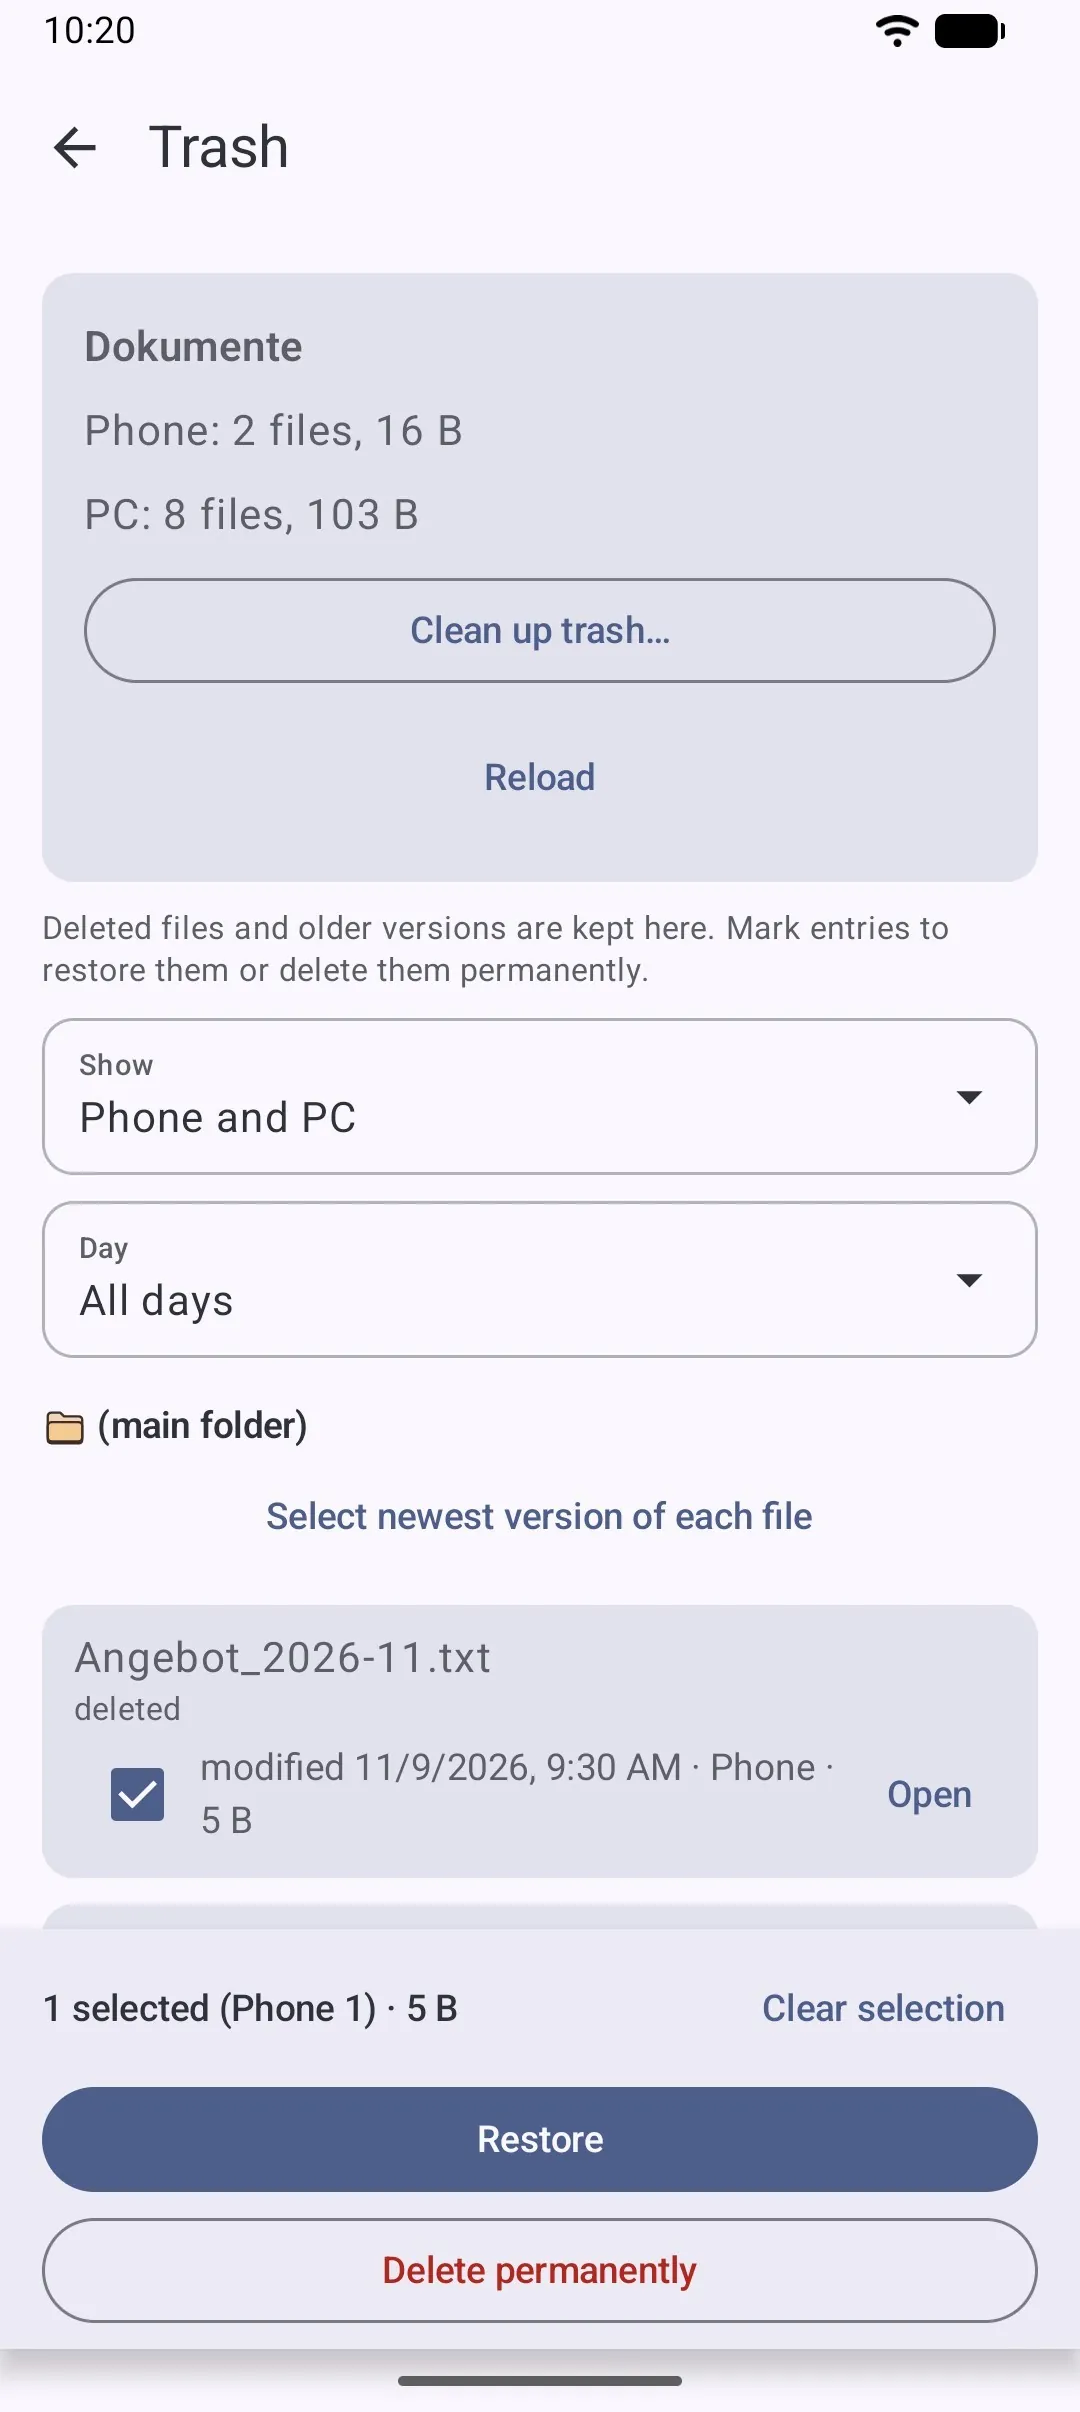 10:20
Trash
Dokumente
Phone: 2 files, 16 B
PC: 8 files, 103 B
Clean up trash…
Reload
Deleted files and older versions are kept here. Mark entries to
restore them or delete them permanently.
Show
Phone and PC
Day
All days
(main folder)
Select newest version of each file
Angebot_2026-11.txt
deleted
modified 11/9/2026, 9:30 AM · Phone ·
5 B
Open
1 selected (Phone 1) · 5 B
Clear selection
Restore
Delete permanently